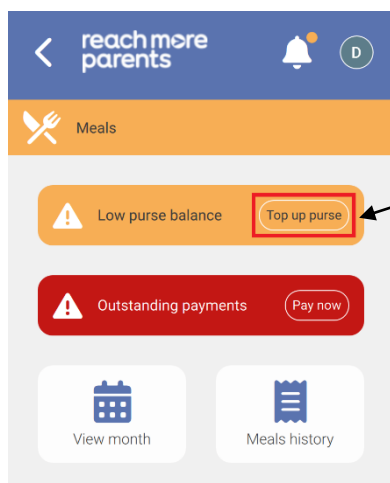 reach more
parents
D
Meals
Low purse balance
Top up purse
Outstanding payments
Pay now
View month
Meals history